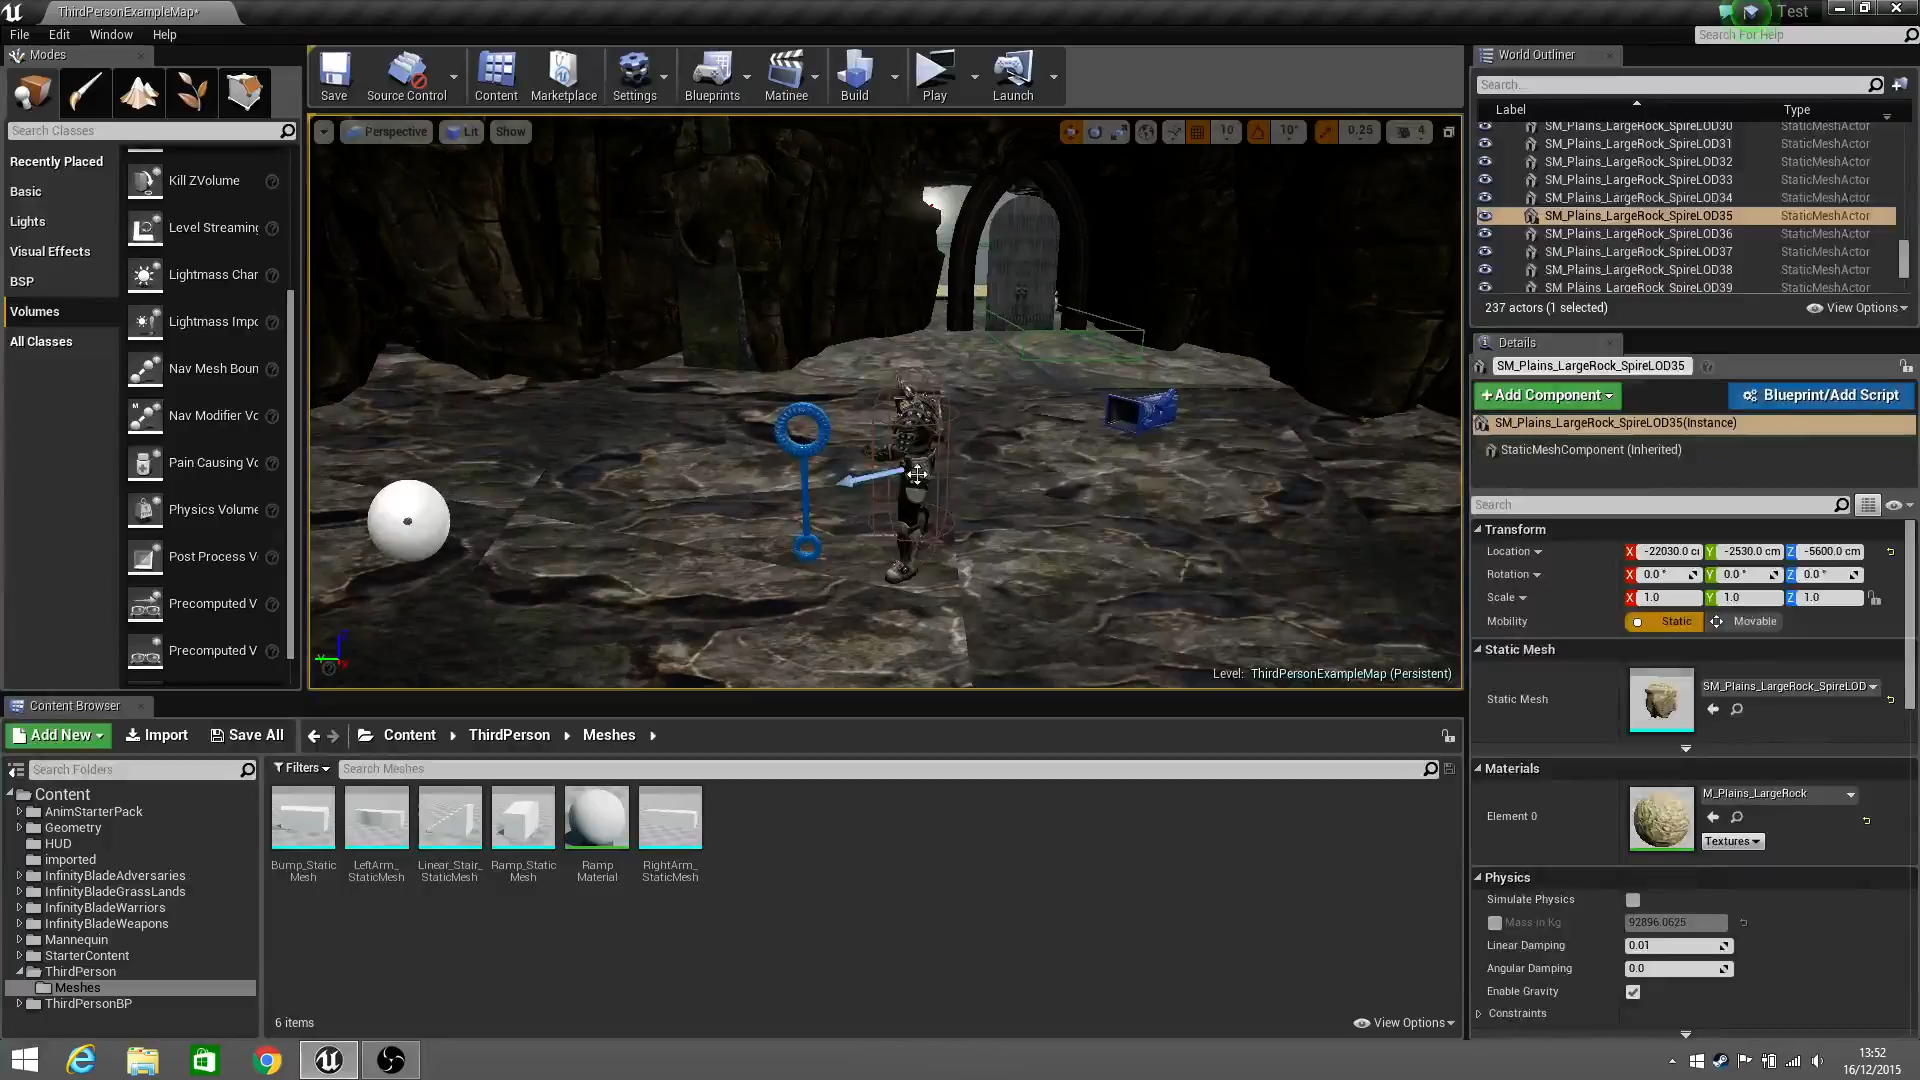 ThirdPersonExampleMap*
Test
File
Edit
Window
Help
Search For Help
Modes
Search Classes
Recently Placed
Basic
Lights
Visual Effects
BSP
Volumes
All Classes
Kill ZVolume
Level Streaming
Lightmass Char
Lightmass Impo
Nav Mesh Boun
Nav Modifier Vo
Pain Causing Vo
Physics Volume
Post Process V
Precomputed V
Precomputed V
Save
Source Control
Content
Marketplace
Settings
Blueprints
Matinee
Build
Play
Launch
Perspective
Lit
Show
10
10°
0.25
4
Level: ThirdPersonExampleMap (Persistent)
World Outliner
Search...
Label
Type
SM_Plains_LargeRock_SpireLOD30 StaticMeshActor
SM_Plains_LargeRock_SpireLOD31 StaticMeshActor
SM_Plains_LargeRock_SpireLOD32 StaticMeshActor
SM_Plains_LargeRock_SpireLOD33 StaticMeshActor
SM_Plains_LargeRock_SpireLOD34 StaticMeshActor
SM_Plains_LargeRock_SpireLOD35 StaticMeshActor
SM_Plains_LargeRock_SpireLOD36 StaticMeshActor
SM_Plains_LargeRock_SpireLOD37 StaticMeshActor
SM_Plains_LargeRock_SpireLOD38 StaticMeshActor
SM_Plains_LargeRock_SpireLOD39 StaticMeshActor
237 actors (1 selected)
View Options
Details
SM_Plains_LargeRock_SpireLOD35
+Add Component
Blueprint/Add Script
SM_Plains_LargeRock_SpireLOD35(Instance)
StaticMeshComponent (Inherited)
Search
Transform
Location X -22030.0 c Y -2530.0 cm Z -5600.0 cm
Rotation X 0.0 ° Y 0.0 ° Z 0.0 °
Scale X 1.0 Y 1.0 Z 1.0
Mobility Static Movable
Static Mesh
Static Mesh
SM_Plains_LargeRock_SpireLOD
Materials
Element 0
M_Plains_LargeRock
Textures
Physics
Simulate Physics
Mass in Kg 92896.0625
Linear Damping 0.01
Angular Damping 0.0
Enable Gravity
Constraints
Content Browser
Add New
Import
Save All
Content
ThirdPerson
Meshes
Search Folders
Filters
Search Meshes
Content
AnimStarterPack
Geometry
HUD
imported
InfinityBladeAdversaries
InfinityBladeGrassLands
InfinityBladeWarriors
InfinityBladeWeapons
Mannequin
StarterContent
ThirdPerson
Meshes
ThirdPersonBP
Bump_Static
Mesh
LeftArm_
StaticMesh
Linear_Stair_
StaticMesh
Ramp_Static
Mesh
Ramp
Material
RightArm_
StaticMesh
6 items
View Options
13:52
16/12/2015